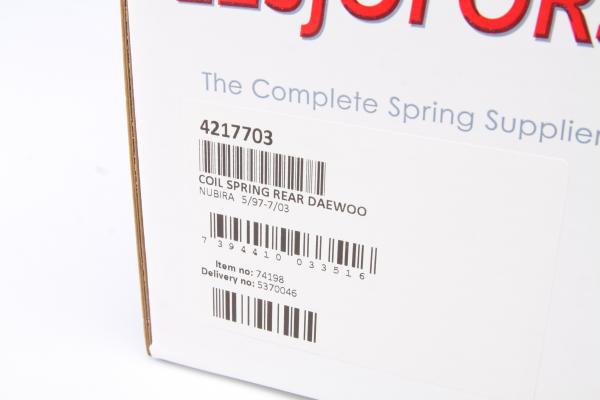 The Complete Spring Supplier
4217703
COIL SPRING REAR DAEWOO
NUBIRA 5/97-7/03
7 394410 033516
Item no: 74198
Delivery no: 5370046